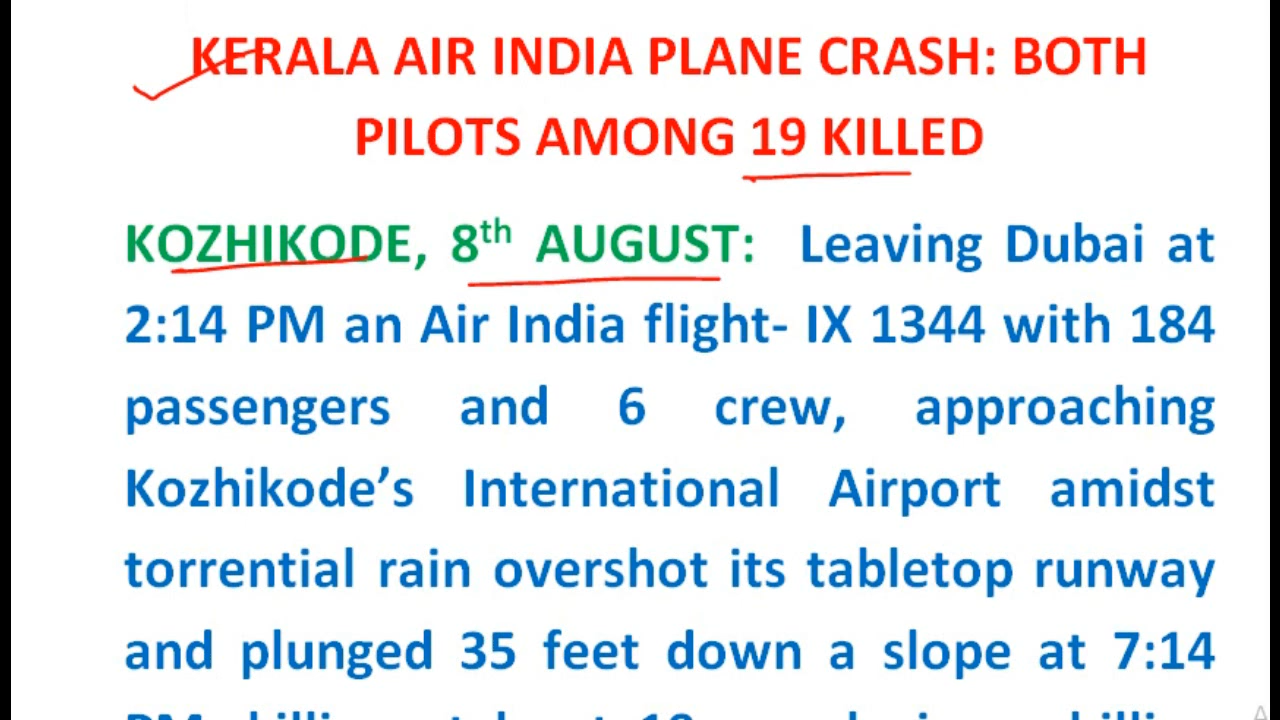 KERALA AIR INDIA PLANE CRASH: BOTH
PILOTS AMONG 19 KILLED
KOZHIKODE, 8th AUGUST: Leaving Dubai at
2:14 PM an Air India flight- IX 1344 with 184
passengers and 6 crew, approaching
Kozhikode’s International Airport amidst
torrential rain overshot its tabletop runway
and plunged 35 feet down a slope at 7:14